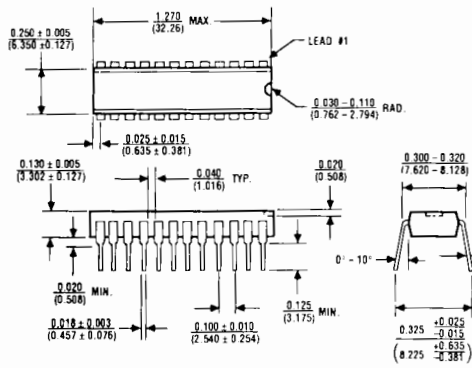 1.270
(32.26) MAX.
0.250 ± 0.005
(6.350 ± 0.127)
LEAD #1
0.030 – 0.110
(0.762 – 2.794) RAD.
0.025 ± 0.015
(0.635 ± 0.381)
0.130 ± 0.005
(3.302 ± 0.127)
0.040
(1.016) TYP.
0.020
(0.508)
0.300 – 0.320
(7.620 – 8.128)
0° – 10°
0.020
(0.508) MIN.
0.125
(3.175) MIN.
0.018 ± 0.003
(0.457 ± 0.076)
0.100 ± 0.010
(2.540 ± 0.254)
0.325 +0.025
-0.015
(8.225 +0.635
-0.381)